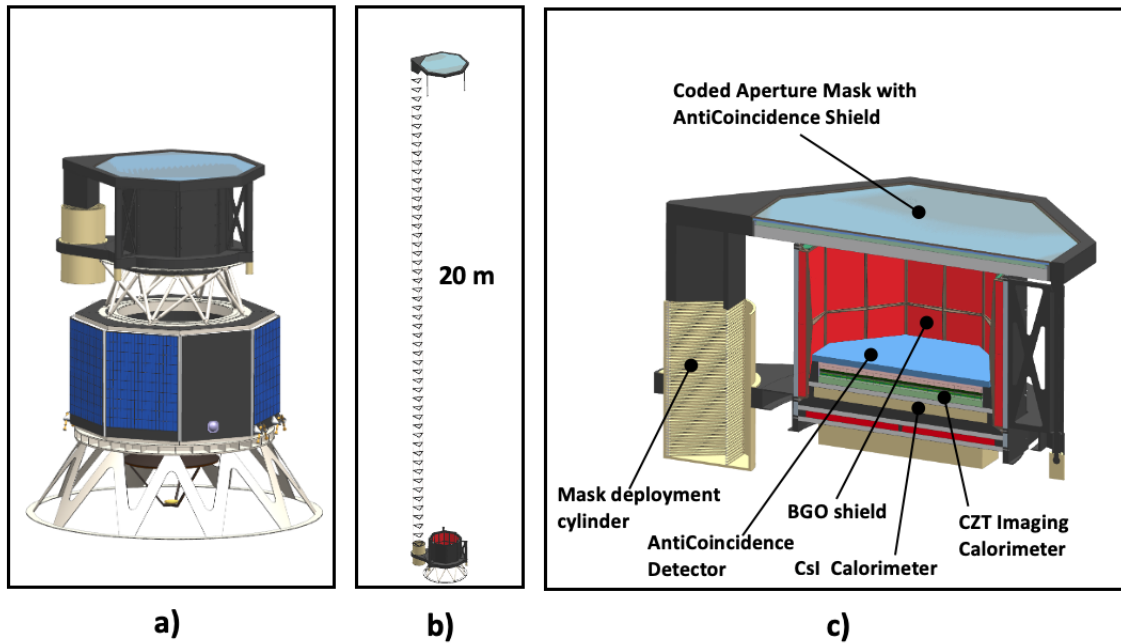 20 m
Coded Aperture Mask with
AntiCoincidence Shield
Mask deployment
cylinder
AntiCoincidence
Detector
BGO shield
CsI Calorimeter
CZT Imaging
Calorimeter
a)
b)
c)